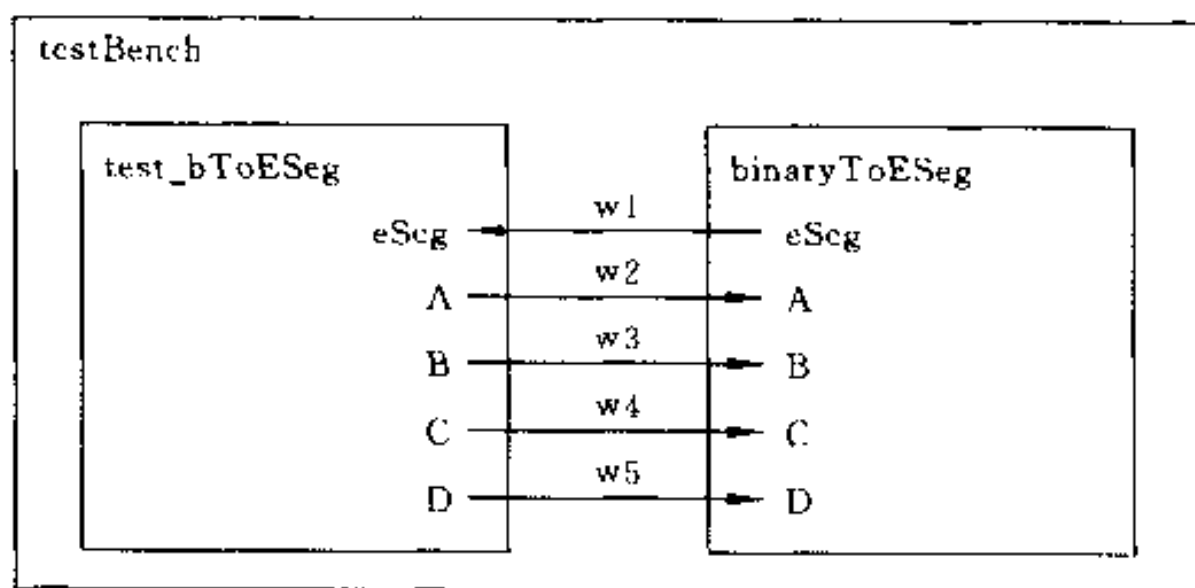 testBench
test_bToESeg
binaryToESeg
w1
eSeg
eSeg
w2
A
A
w3
B
B
w4
C
C
w5
D
D